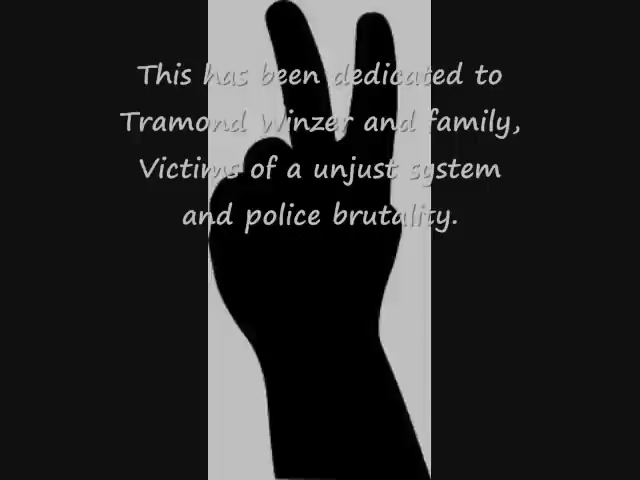 This has been dedicated to
Tramond Winzer and family,
Victims of a unjust system
and police brutality.